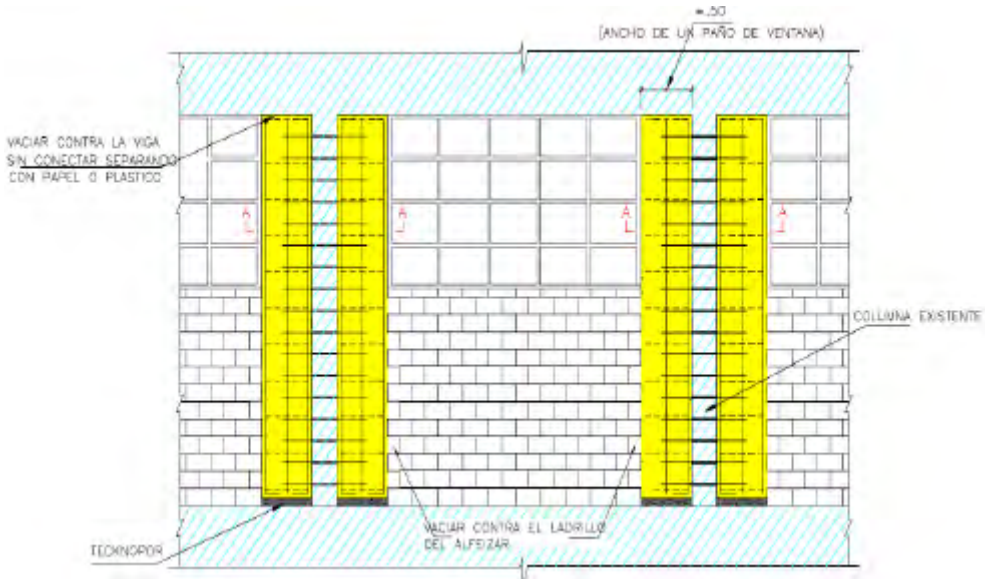 =.50
(ANCHO DE UN PAÑO DE VENTANA)
VACIAR CONTRA LA VIGA
SIN CONECTAR SEPARANDO
CON PAPEL O PLASTICO
A
A
A
A
COLUMNA EXISTENTE
VACIAR CONTRA EL LADRILLO
DEL ALFEIZAR
TECKNOPOR